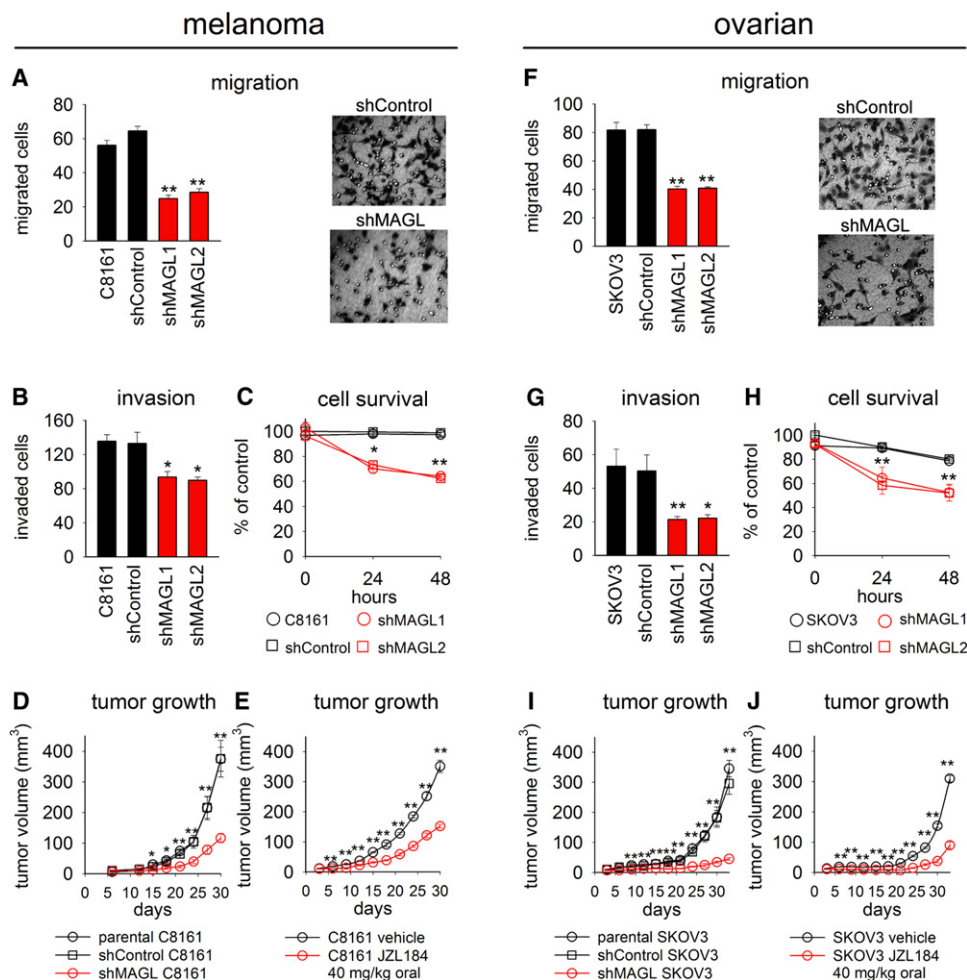 melanoma
A
migration
migrated cells
80
60
40
20
0
**
**
C8161
shControl
shMAGL1
shMAGL2
shControl
shMAGL
B
invasion
invaded cells
160
120
80
40
0
*
*
C8161
shControl
shMAGL1
shMAGL2
C
cell survival
% of control
100
80
60
40
20
0
*
**
0 24 48
hours
C8161 shMAGL1
shControl shMAGL2
D
tumor growth
tumor volume (mm3)
400
300
200
100
0
* * ** ** ** **
0 5 10 15 20 25 30
days
parental C8161
shControl C8161
shMAGL C8161
E
tumor growth
tumor volume (mm3)
400
300
200
100
0
** ** ** ** ** ** ** ** **
0 5 10 15 20 25 30
days
C8161 vehicle
C8161 JZL184
40 mg/kg oral
ovarian
F
migration
migrated cells
100
80
60
40
20
0
**
**
SKOV3
shControl
shMAGL1
shMAGL2
shControl
shMAGL
G
invasion
invaded cells
80
60
40
20
0
**
*
SKOV3
shControl
shMAGL1
shMAGL2
H
cell survival
% of control
100
80
60
40
20
0
**
**
0 24 48
hours
SKOV3 shMAGL1
shControl shMAGL2
I
tumor growth
tumor volume (mm3)
400
300
200
100
0
0 5 10 15 20 25 30
days
parental SKOV3
shControl SKOV3
shMAGL SKOV3
J
tumor growth
tumor volume (mm3)
400
300
200
100
0
0 5 10 15 20 25 30
days
SKOV3 vehicle
SKOV3 JZL184
40 mg/kg oral